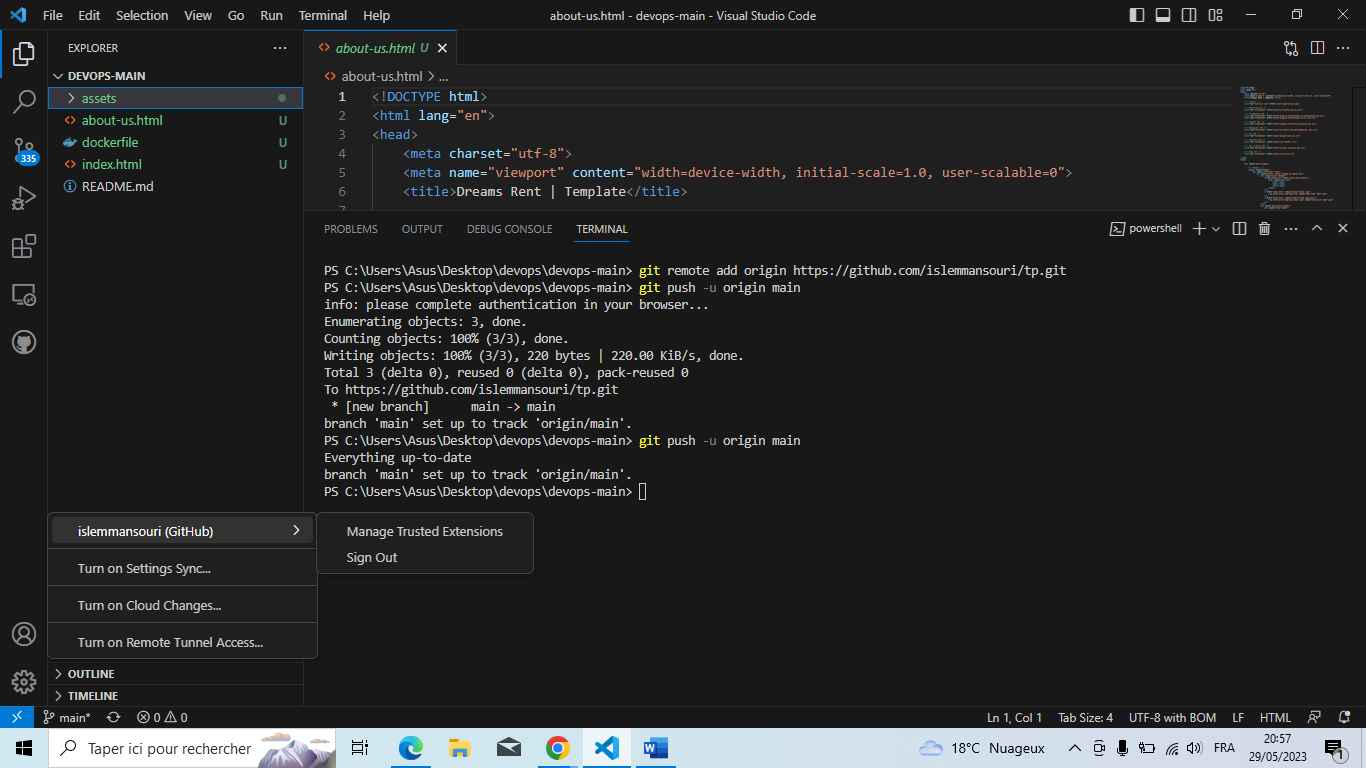 File Edit Selection View Go Run Terminal Help
about-us.html - devops-main - Visual Studio Code
EXPLORER
DEVOPS-MAIN
assets
about-us.html U
dockerfile U
index.html U
README.md
335
about-us.html U
about-us.html > ...
1 <!DOCTYPE html>
2 <html lang="en">
3 <head>
4 <meta charset="utf-8">
5 <meta name="viewport" content="width=device-width, initial-scale=1.0, user-scalable=0">
6 <title>Dreams Rent | Template</title>
PROBLEMS OUTPUT DEBUG CONSOLE TERMINAL
powershell
PS C:\Users\Asus\Desktop\devops\devops-main> git remote add origin https://github.com/islemmansouri/tp.git
PS C:\Users\Asus\Desktop\devops\devops-main> git push -u origin main
info: please complete authentication in your browser...
Enumerating objects: 3, done.
Counting objects: 100% (3/3), done.
Writing objects: 100% (3/3), 220 bytes | 220.00 KiB/s, done.
Total 3 (delta 0), reused 0 (delta 0), pack-reused 0
To https://github.com/islemmansouri/tp.git
* [new branch] main -> main
branch 'main' set up to track 'origin/main'.
PS C:\Users\Asus\Desktop\devops\devops-main> git push -u origin main
Everything up-to-date
branch 'main' set up to track 'origin/main'.
PS C:\Users\Asus\Desktop\devops\devops-main>
islemmansouri (GitHub)
Turn on Settings Sync...
Turn on Cloud Changes...
Turn on Remote Tunnel Access...
Manage Trusted Extensions
Sign Out
OUTLINE
TIMELINE
main* 0 0
Ln 1, Col 1 Tab Size: 4 UTF-8 with BOM LF HTML
Taper ici pour rechercher
18°C Nuageux
FRA
20:57
29/05/2023
1